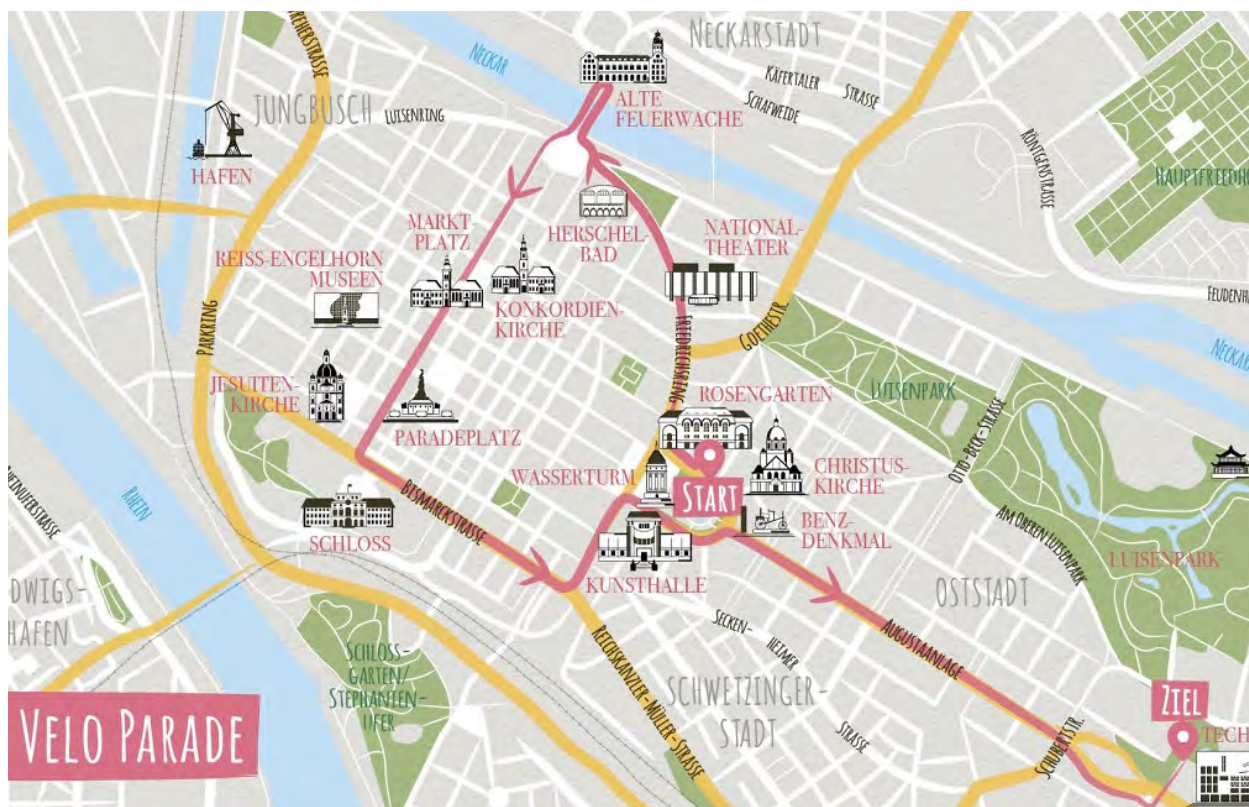 NECKARSTADT
NECKAR
KÄFERTALER
STRASSE
SCHAFWEIDE
JUNGBUSCH
LUISENRING
ALTE
FEUERWACHE
HAFEN
RÖNTGENSTRASSE
MARKT
PLATZ
HERSCHEL-
BAD
NATIONAL-
THEATER
REISS-ENGELHORN
MUSEEN
KONKORDIEN-
KIRCHE
PARKRING
FRIEDRICHSRING
GOETHESTR.
NECKAR
JESUITEN-
KIRCHE
PARADEPLATZ
ROSENGARTEN
LUISENPARK
OTTO-BECK-STRASSE
WASSERTURM
START
CHRISTUS-
KIRCHE
RHEIN
BISMARCKSTRASSE
SCHLOSS
KUNSTHALLE
BENZ-
DENKMAL
AM OBEREN LUISENPARK
LUISENPARK
OSTSTADT
SECKEN-
HEIMER
STRASSE
AUGUSTAANLAGE
SCHLOSS-
GARTEN/
STEPHANIEN-
UFER
REICHSKANZLER-MÜLLER-STRASSE
SCHWETZINGER-
STADT
SCHUBERTSTR.
ZIEL
TECH
VELO PARADE